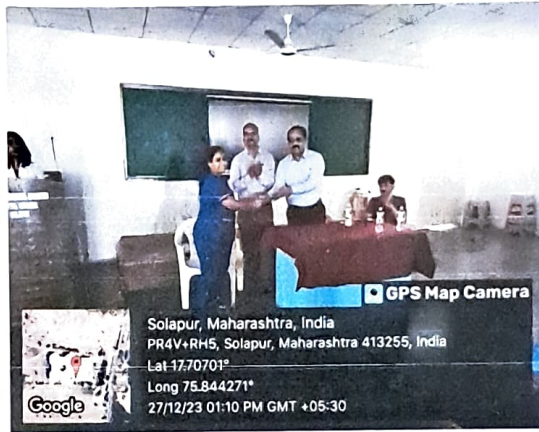 GPS Map Camera
Solapur, Maharashtra, India
PR4V+RH5, Solapur, Maharashtra 413255, India
Lat 17.70701°
Long 75.844271°
27/12/23 01:10 PM GMT +05:30
Google